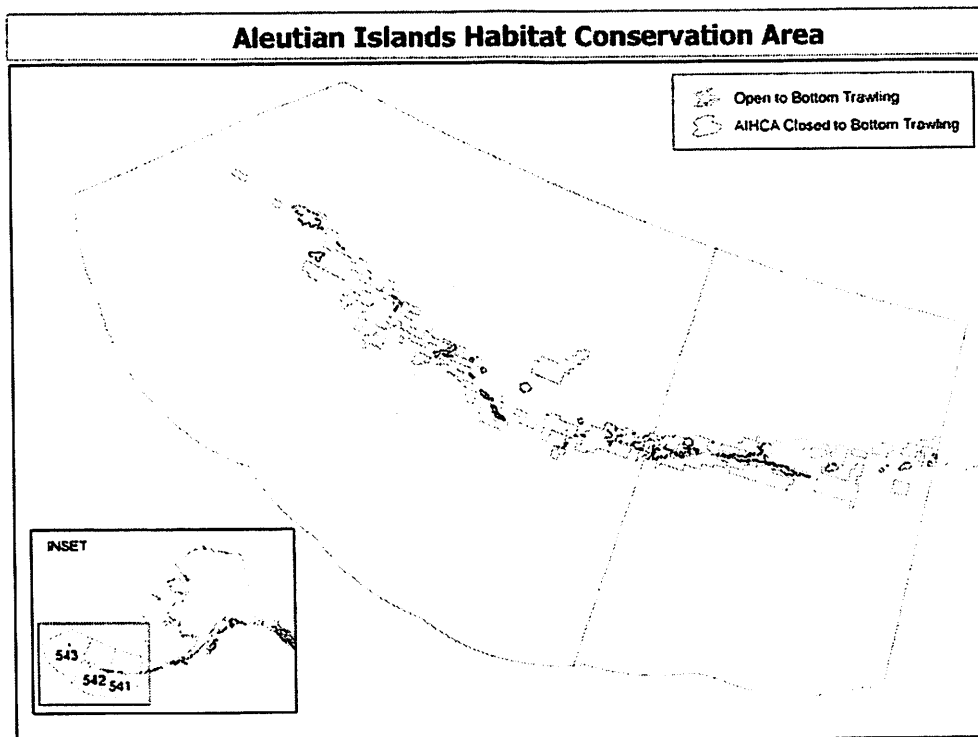 Aleutian Islands Habitat Conservation Area
Open to Bottom Trawling
AIHCA Closed to Bottom Trawling
INSET
543
542 541